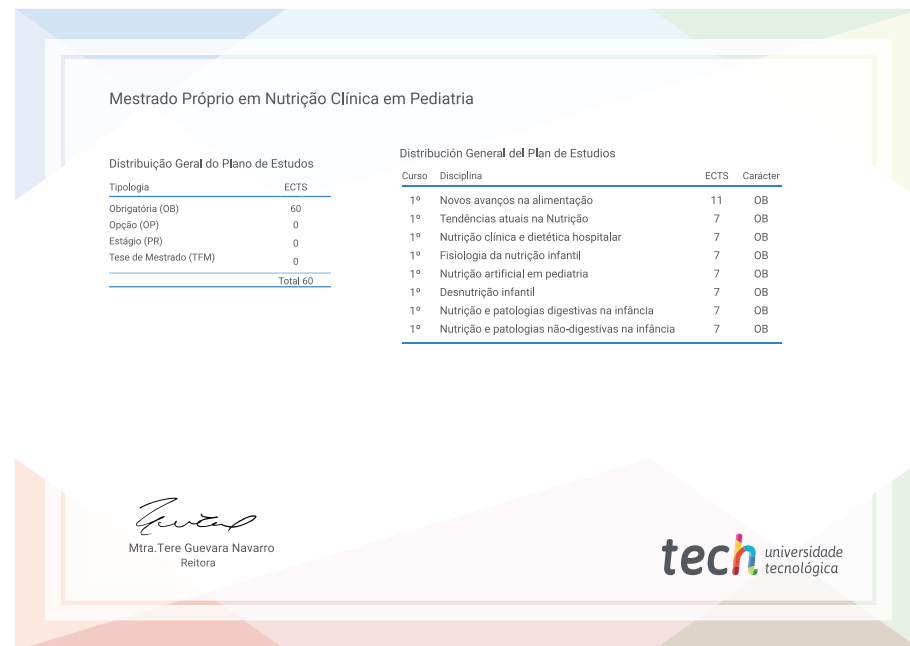 Mestrado Próprio em Nutrição Clínica em Pediatria
Distribuição Geral do Plano de Estudos
Tipologia ECTS
Obrigatória (OB) 60
Opção (OP) 0
Estágio (PR) 0
Tese de Mestrado (TFM) 0
Total 60
Distribución General del Plan de Estudios
Curso Disciplina ECTS Carácter
1º Novos avanços na alimentação 11 OB
1º Tendências atuais na Nutrição 7 OB
1º Nutrição clínica e dietética hospitalar 7 OB
1º Fisiologia da nutrição infantil 7 OB
1º Nutrição artificial em pediatria 7 OB
1º Desnutrição infantil 7 OB
1º Nutrição e patologias digestivas na infância 7 OB
1º Nutrição e patologias não-digestivas na infância 7 OB
Mtra.Tere Guevara Navarro
Reitora
tech universidade
tecnológica